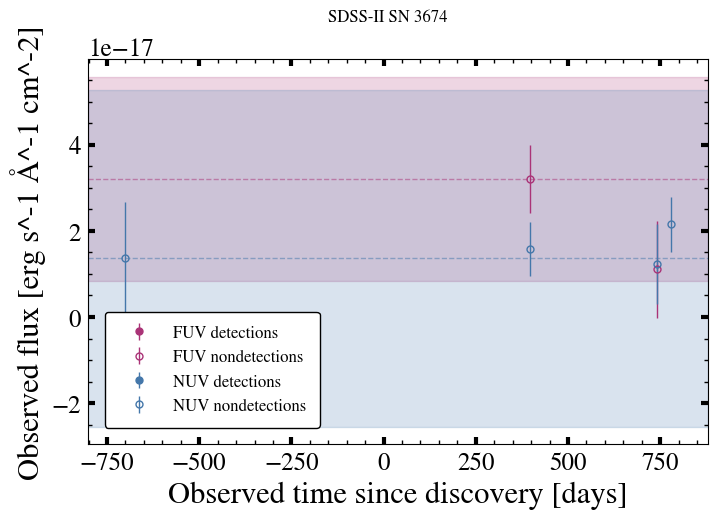 SDSS-II SN 3674
1e−17
Observed flux [erg s^-1 Å^-1 cm^-2]
4
2
0
−2
FUV detections
FUV nondetections
NUV detections
NUV nondetections
−750 −500 −250 0 250 500 750
Observed time since discovery [days]